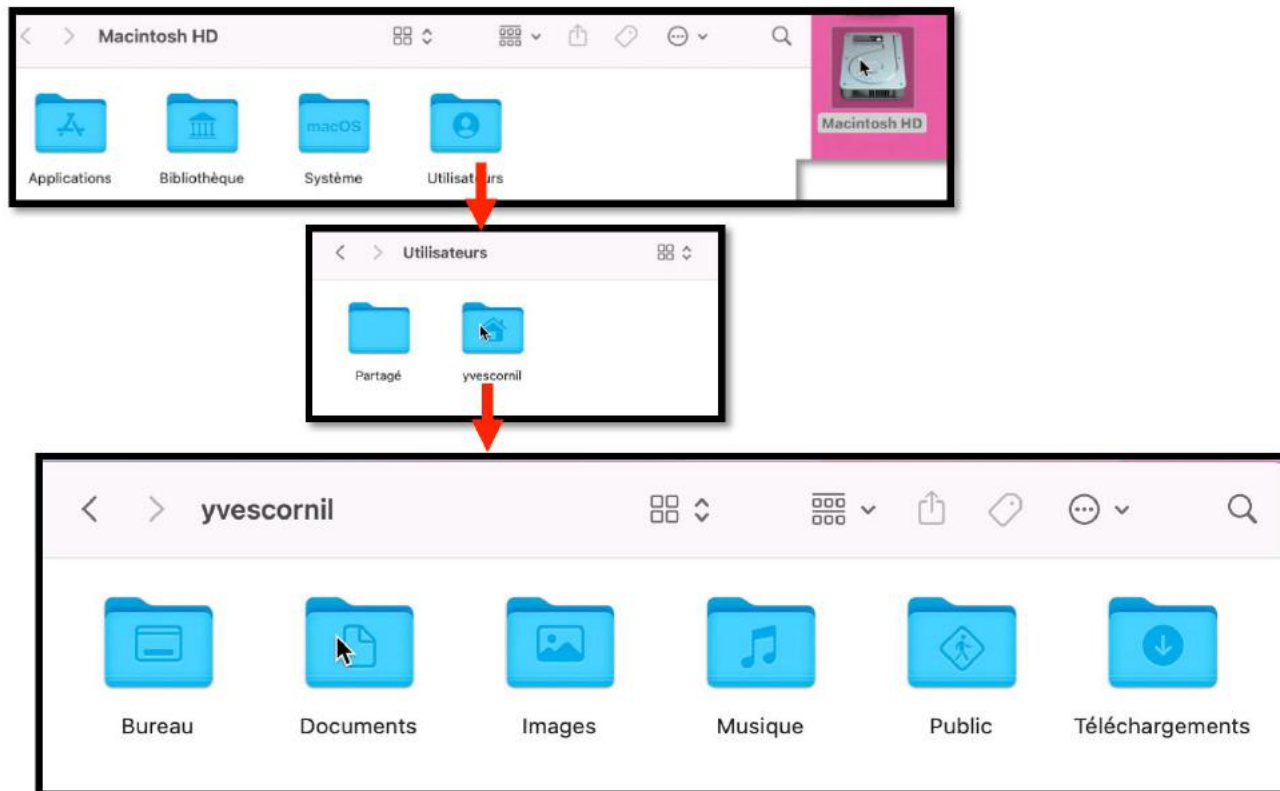 Macintosh HD
Macintosh HD
macOS
Applications Bibliothèque Système Utilisateurs
Utilisateurs
Partagé yvescornil
yvescornil
Bureau Documents Images Musique Public Téléchargements